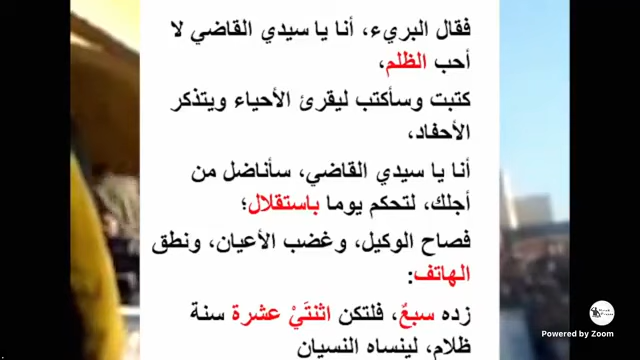 فقال البريء، أنا يا سيدي القاضي لا
أحب الظلم،
كتبت وسأكتب ليقرئ الأحياء ويتذكر
الأحفاد،
أنا يا سيدي القاضي، سأناضل من
أجلك، لتحكم يوما باستقلال؛
فصاح الوكيل، وغضب الأعيان، ونطق
الهاتف:
زده سبعٌ، فلتكن اثنتَيْ عشرة سنة
ظلام، لينساه النسيان
Powered by Zoom